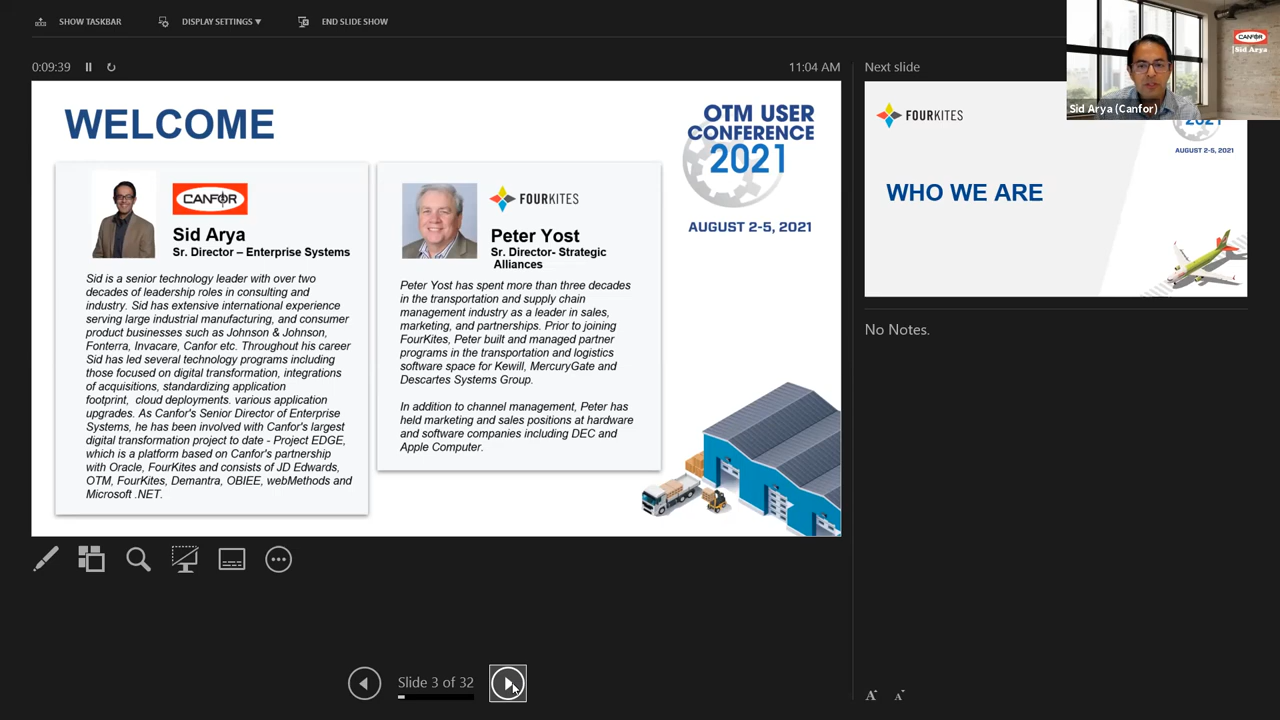 SHOW TASKBAR
DISPLAY SETTINGS
END SLIDE SHOW
0:09:39
11:04 AM
WELCOME
OTM USER
CONFERENCE
2021
AUGUST 2-5, 2021
CANFOR
Sid Arya
Sr. Director – Enterprise Systems
Sid is a senior technology leader with over two
decades of leadership roles in consulting and
industry. Sid has extensive international experience
serving large industrial manufacturing, and consumer
product businesses such as Johnson & Johnson,
Fonterra, Invacare, Canfor etc. Throughout his career
Sid has led several technology programs including
those focused on digital transformation, integrations
of acquisitions, standardizing application
footprint, cloud deployments. various application
upgrades. As Canfor's Senior Director of Enterprise
Systems, he has been involved with Canfor's largest
digital transformation project to date - Project EDGE,
which is a platform based on Canfor's partnership
with Oracle, FourKites and consists of JD Edwards,
OTM, FourKites, Demantra, OBIEE, webMethods and
Microsoft .NET.
FOURKITES
Peter Yost
Sr. Director- Strategic
Alliances
Peter Yost has spent more than three decades
in the transportation and supply chain
management industry as a leader in sales,
marketing, and partnerships. Prior to joining
FourKites, Peter built and managed partner
programs in the transportation and logistics
software space for Kewill, MercuryGate and
Descartes Systems Group.
In addition to channel management, Peter has
held marketing and sales positions at hardware
and software companies including DEC and
Apple Computer.
Slide 3 of 32
Next slide
FOURKITES
2021
AUGUST 2-5, 2021
WHO WE ARE
No Notes.
CANFOR
Sid Arya
Sid Arya (Canfor)
A
A